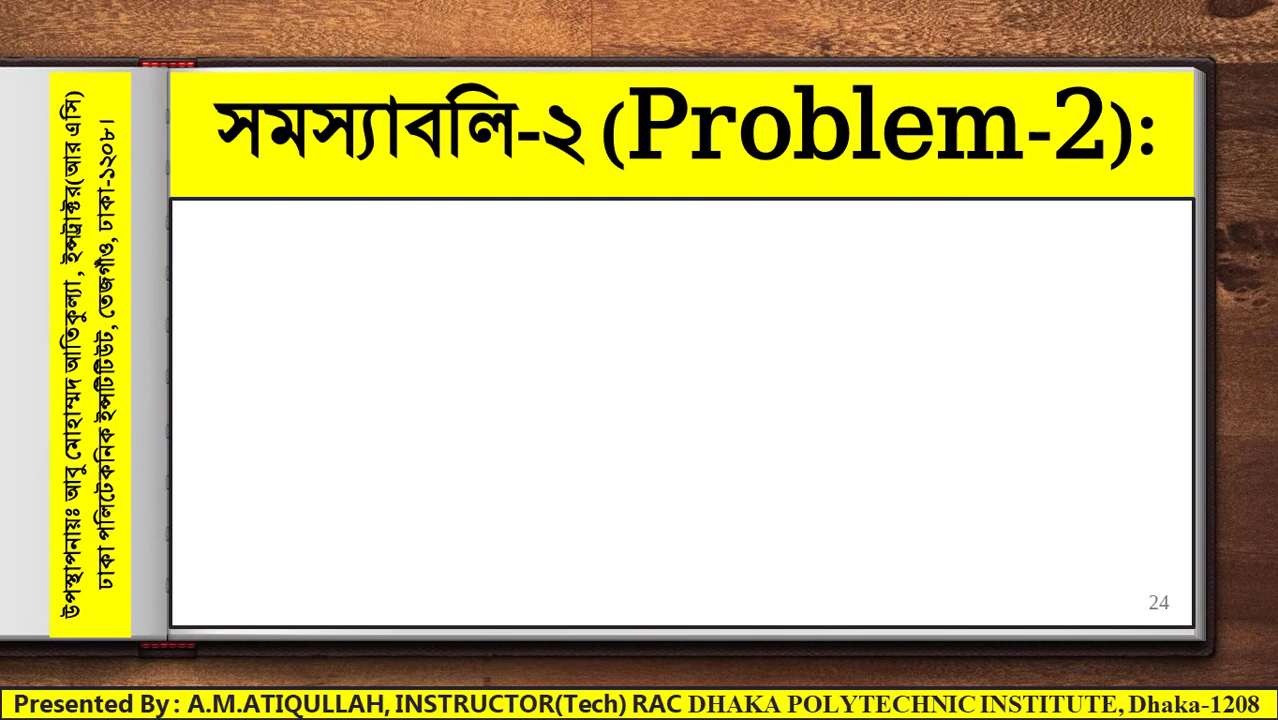 সমস্যাবলি-২ (Problem-2):
উপস্থাপনায়ঃ আবু মোহাম্মদ আতিকুল্যা , ইন্সট্রাক্টর(আর এসি)
ঢাকা পলিটেকনিক ইন্সটিটিউট, তেজগাঁও, ঢাকা-১২০৮।
24
Presented By : A.M.ATIQULLAH, INSTRUCTOR(Tech) RAC DHAKA POLYTECHNIC INSTITUTE, Dhaka-1208